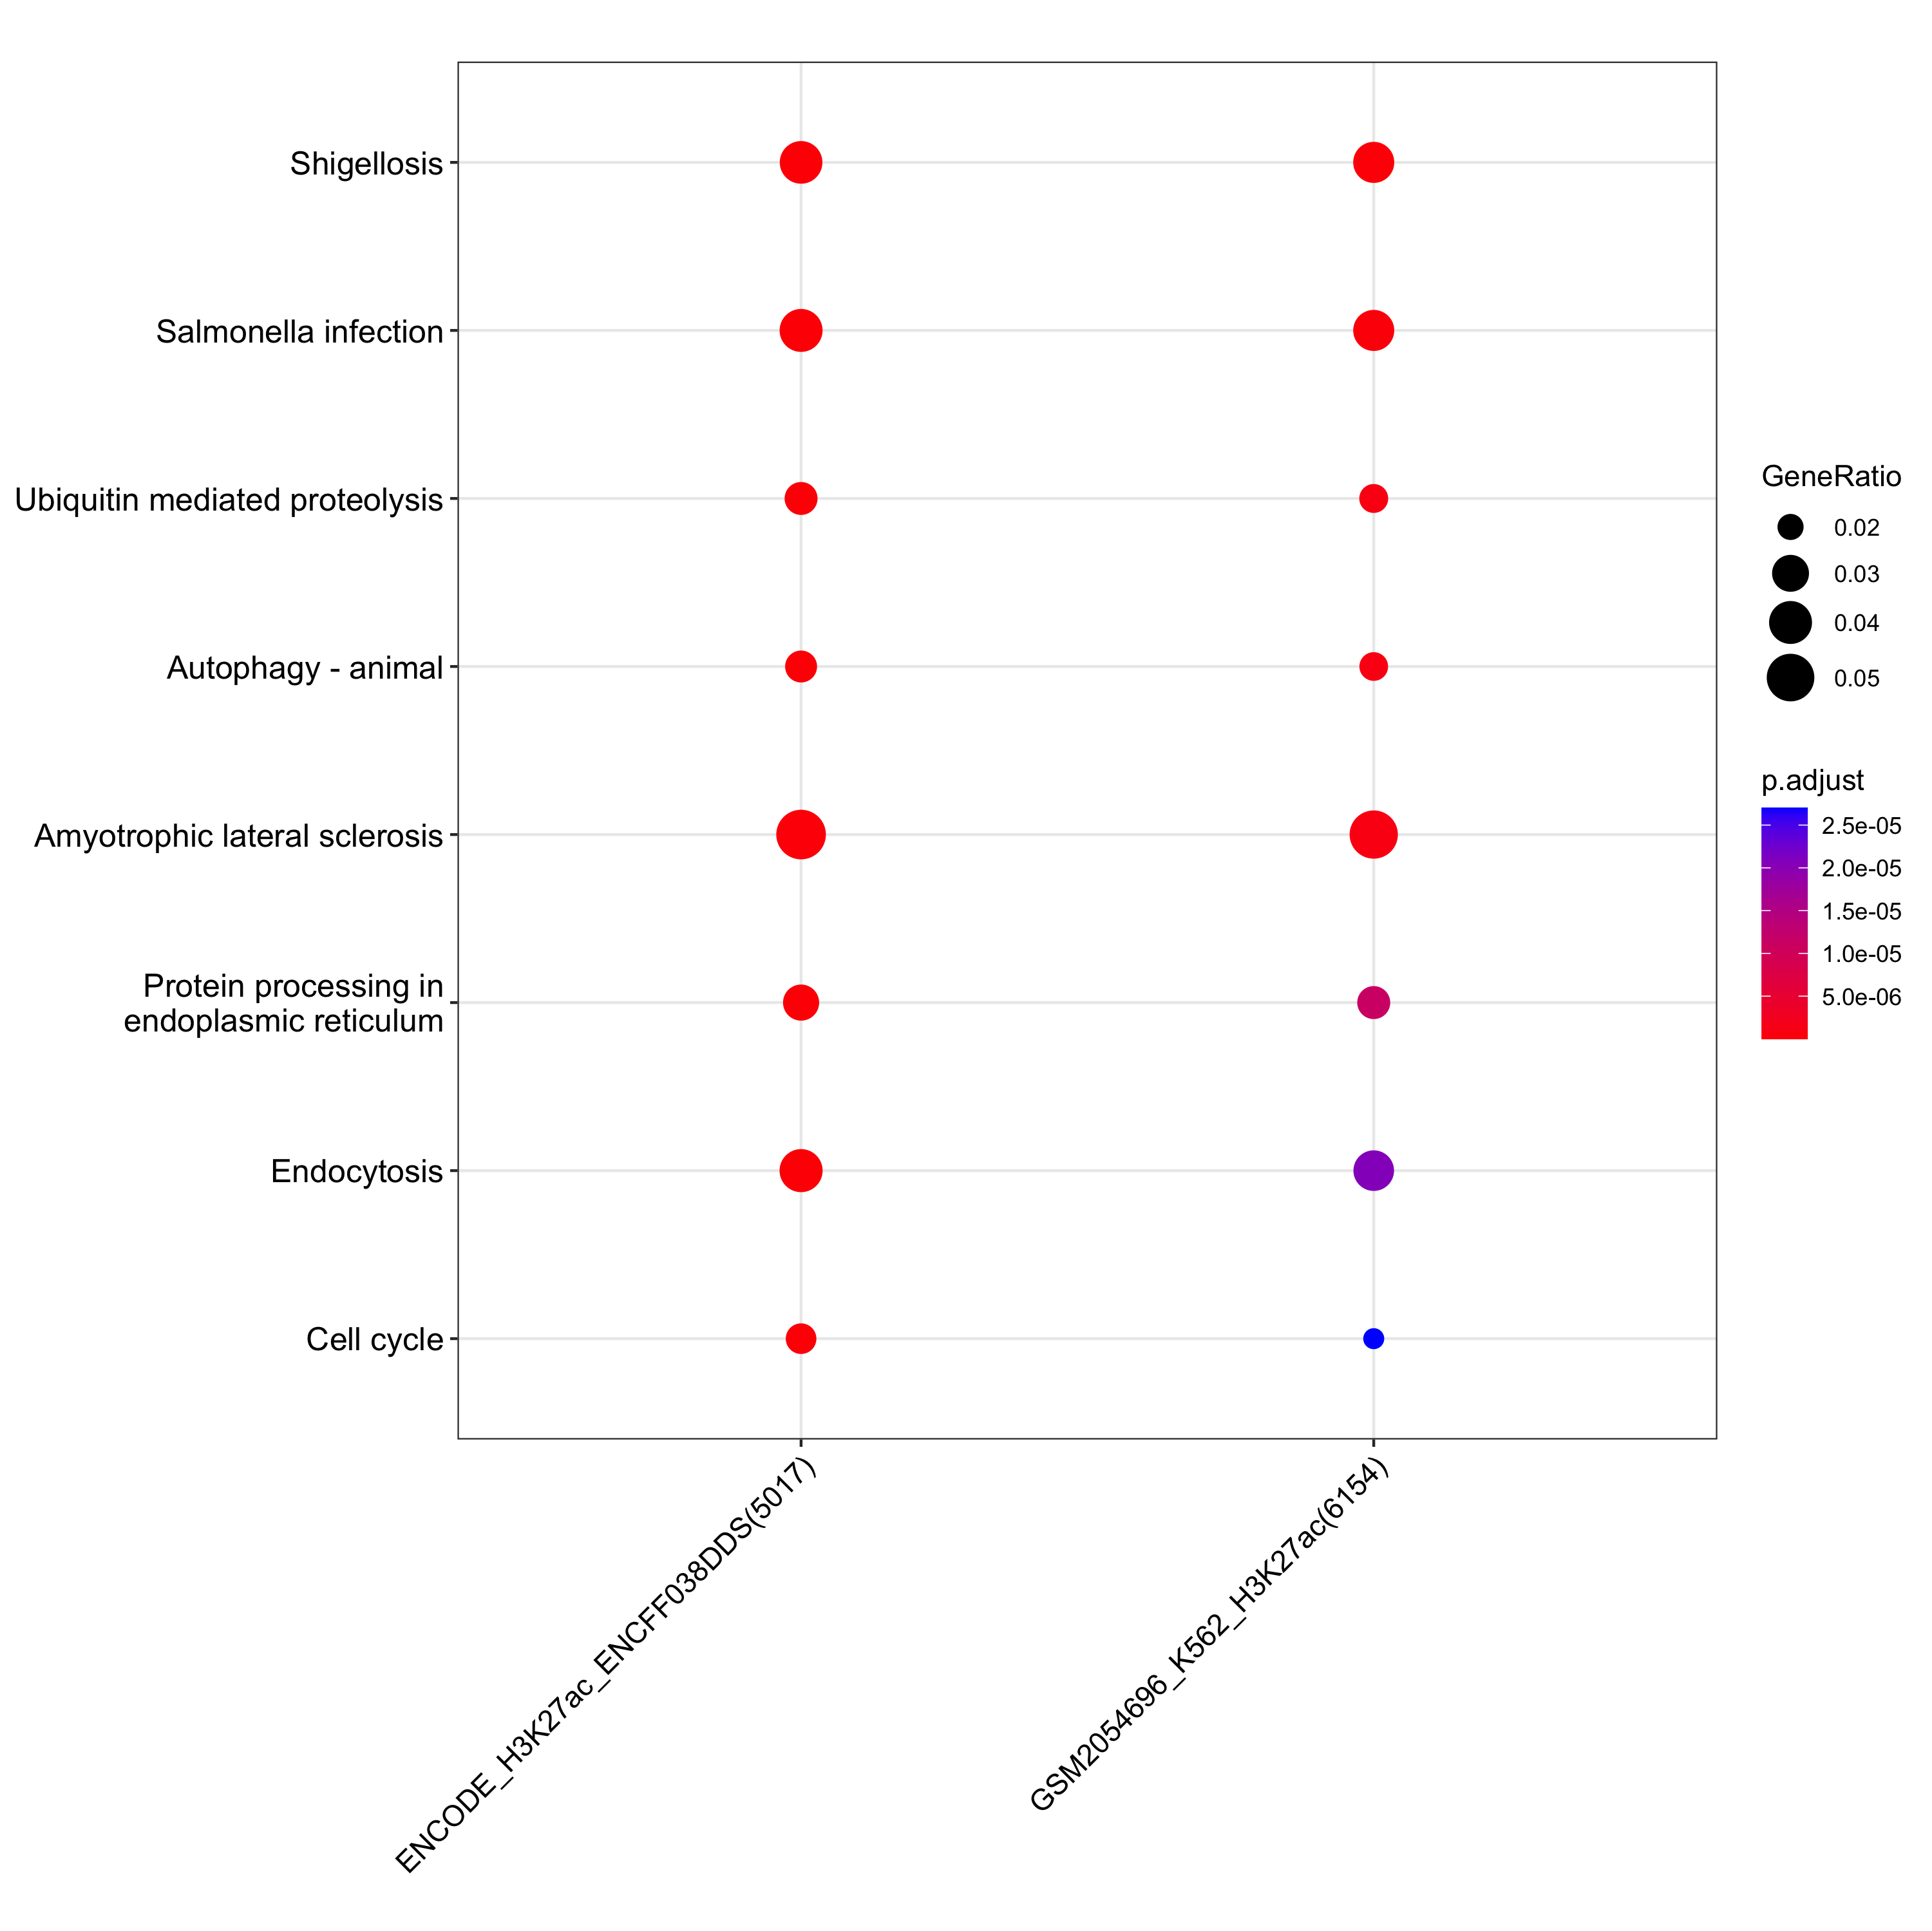 Shigellosis
Salmonella infection
Ubiquitin mediated proteolysis
Autophagy - animal
Amyotrophic lateral sclerosis
Protein processing in
endoplasmic reticulum
Endocytosis
Cell cycle
ENCODE_H3K27ac_ENCFF038DDS(5017)
GSM2054696_K562_H3K27ac(6154)
GeneRatio
0.02
0.03
0.04
0.05
p.adjust
2.5e-05
2.0e-05
1.5e-05
1.0e-05
5.0e-06